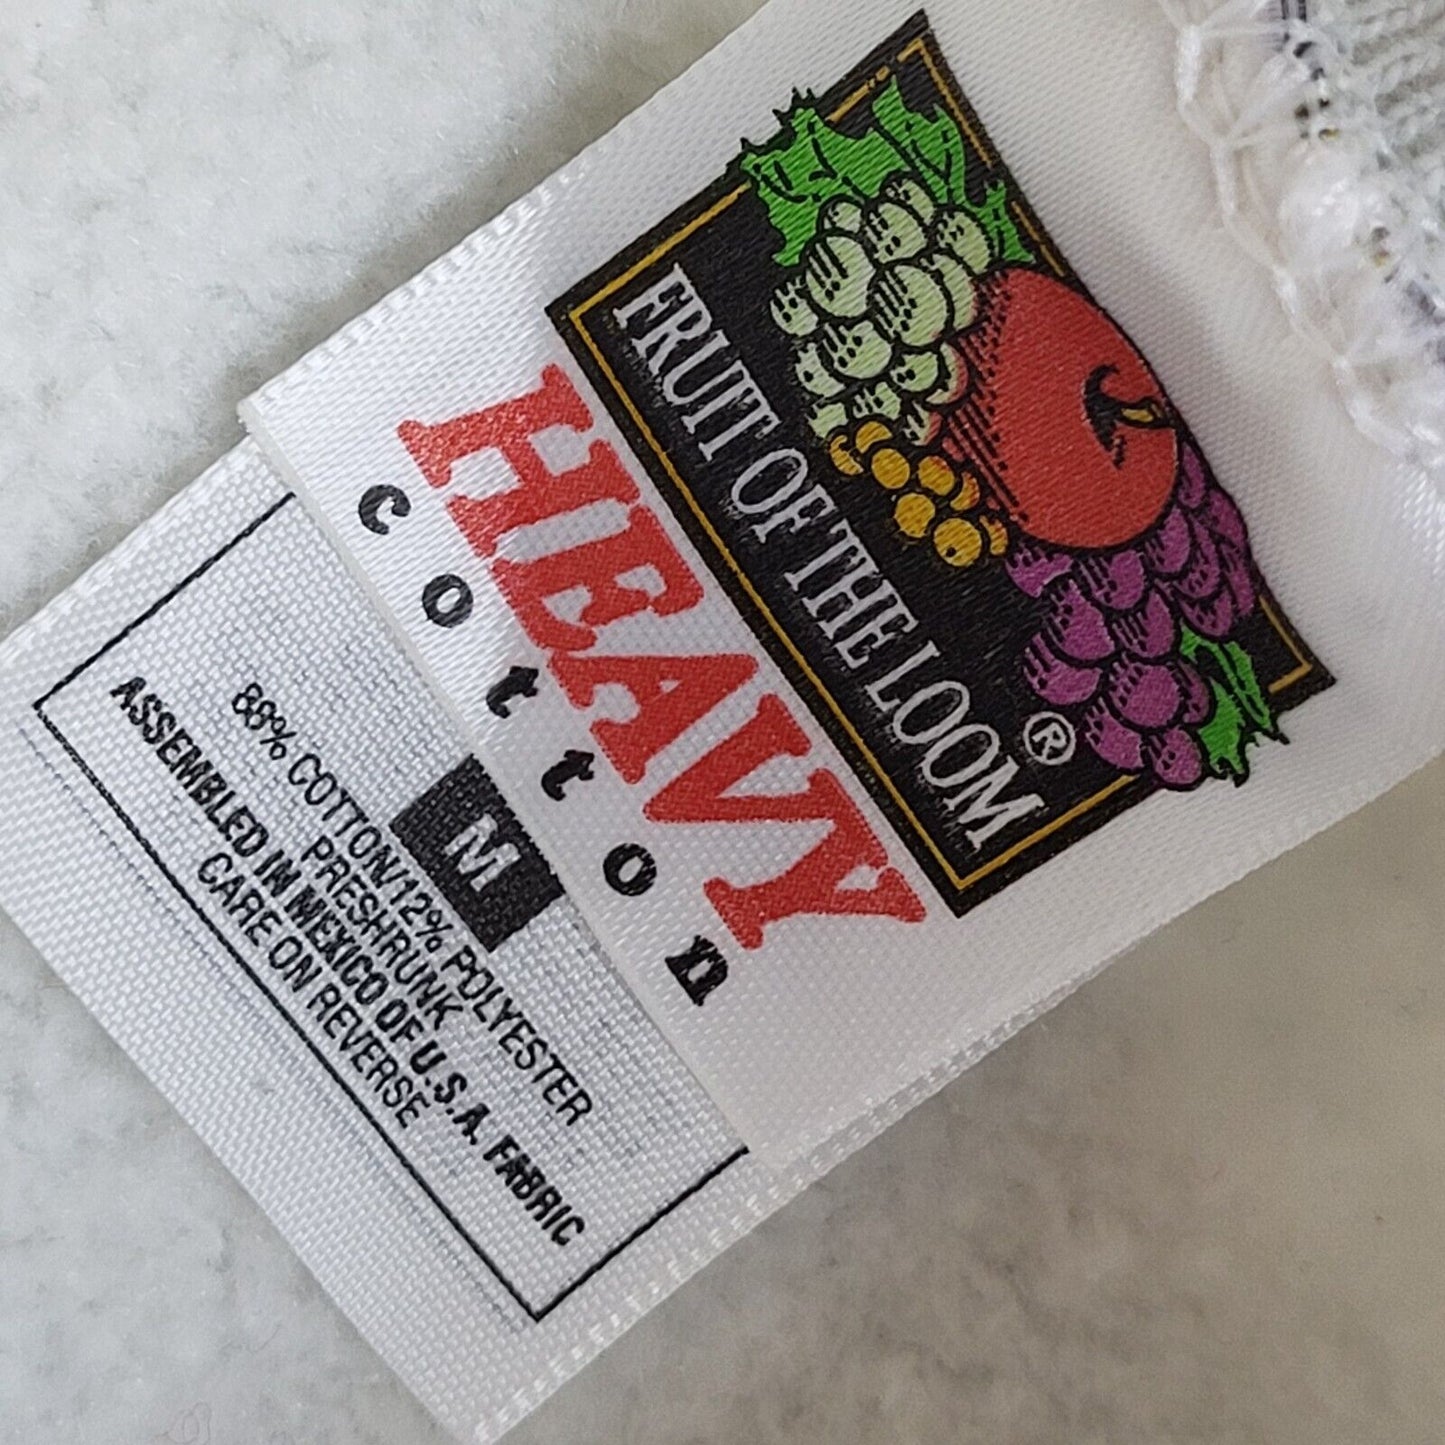 FRUIT OF THE LOOM®
HEAVY
cotton
M
88% COTTON/12% POLYESTER
PRESHRUNK
ASSEMBLED IN MEXICO OF U.S.A. FABRIC
CARE ON REVERSE